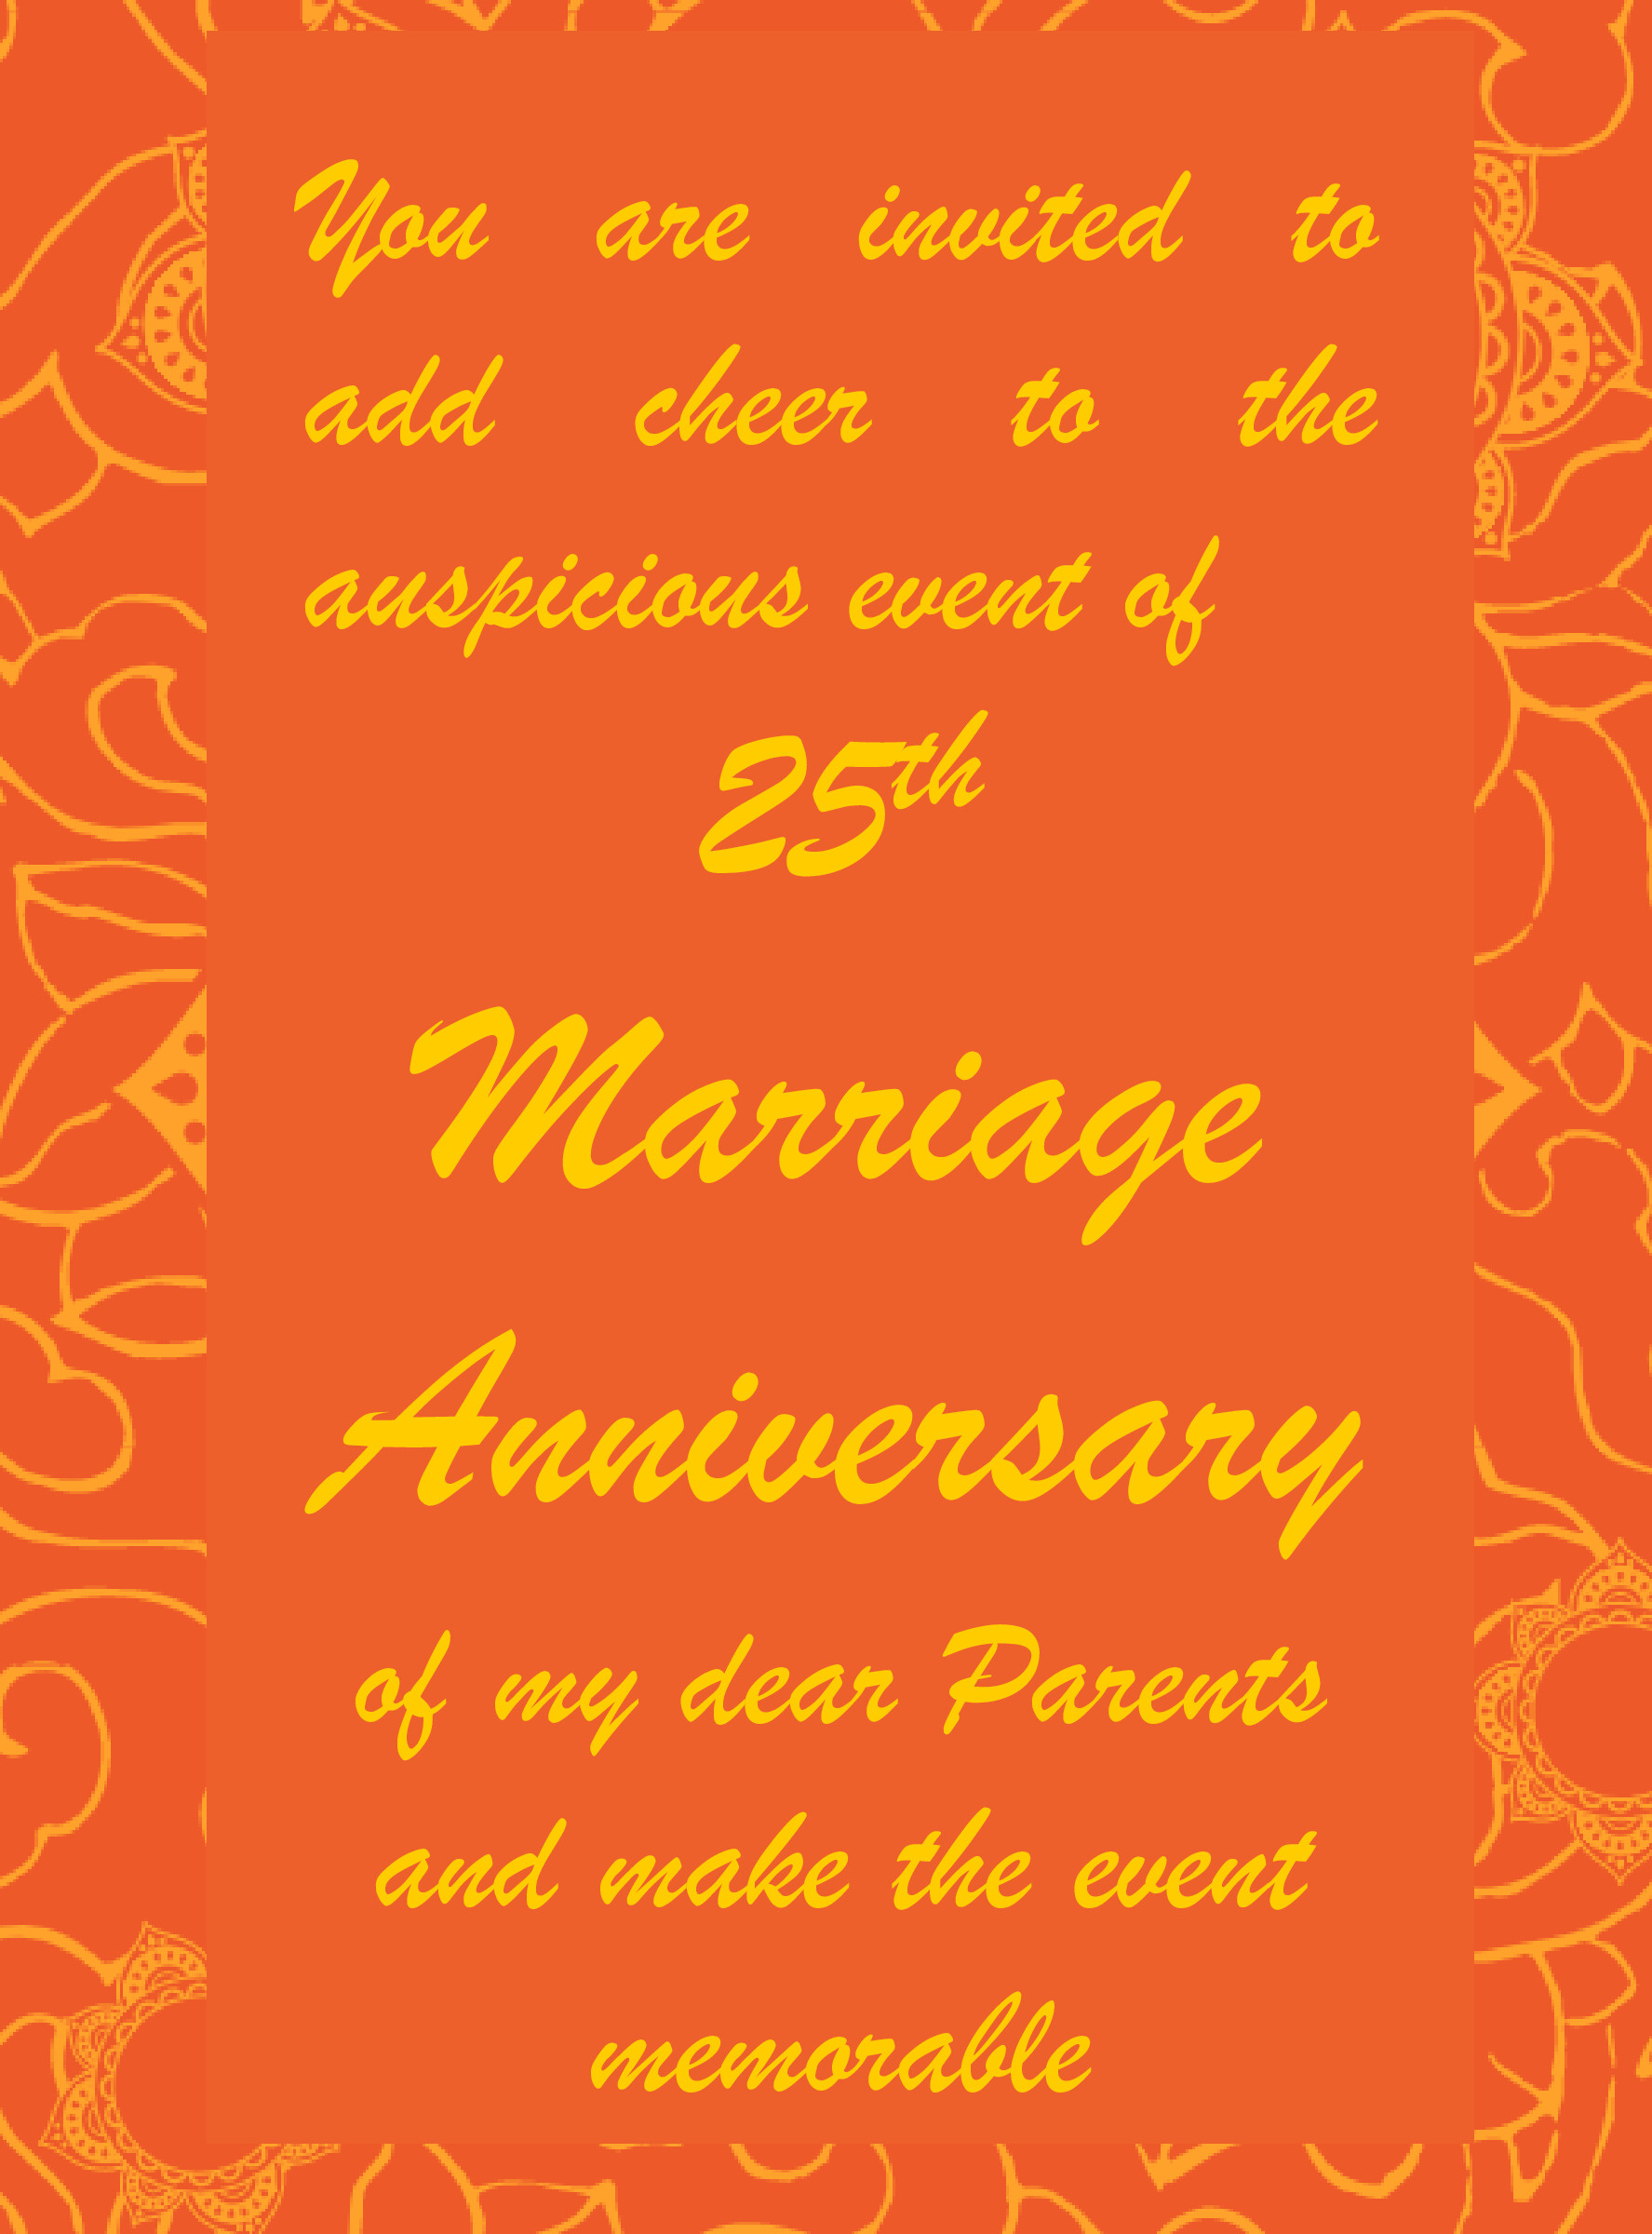 You are invited to
add cheer to the
auspicious event of
25th
Marriage
Anniversary
of my dear Parents
and make the event
memorable